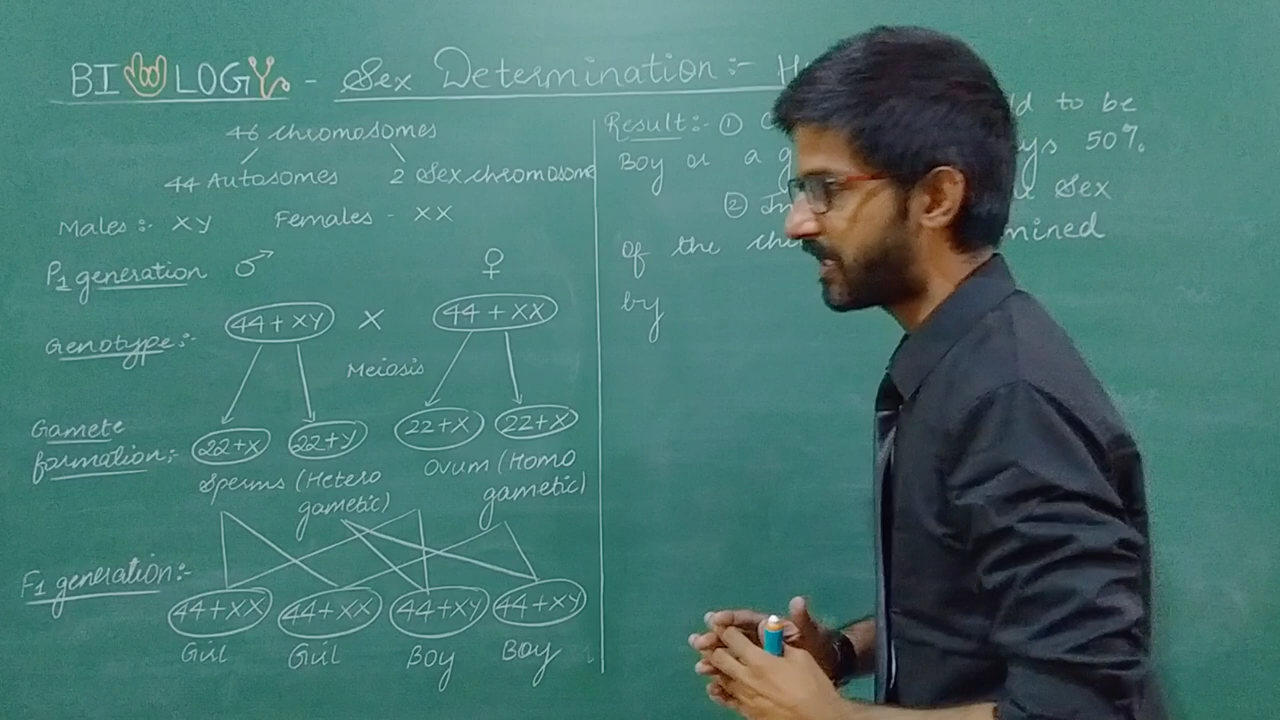 BIOLOGY - Sex Determination :- H
46 chromosomes
44 Autosomes 2 Sex chromosome
Males :- XY Females - XX
P1 generation ♂ ♀
Genotype :- 44 + XY X 44 + XX
Meiosis
Gamete
formation :- 22+X 22+Y 22+X 22+X
Sperms (Hetero
gametic)
Ovum (Homo
gametic)
F1 generation :-
44+XX 44+XX 44+XY 44+XY
Girl Girl Boy Boy
Result :- ① to be
Boy or a 50%
② Sex
of the
by